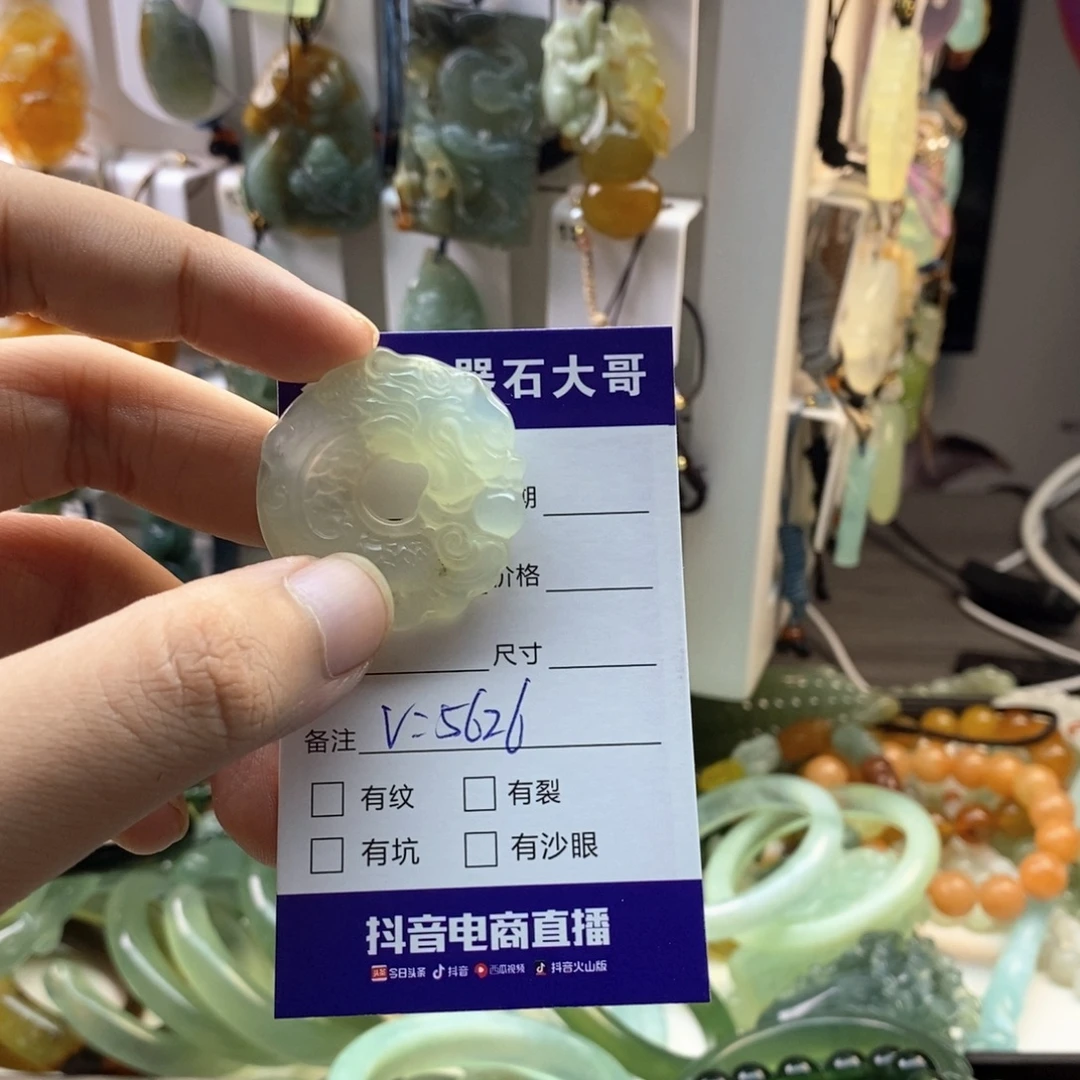 器石大哥
期
价格
尺寸
备注 V=5626
有纹 有裂
有坑 有沙眼
抖音电商直播
头条 今日头条 抖音 西瓜视频 抖音火山版